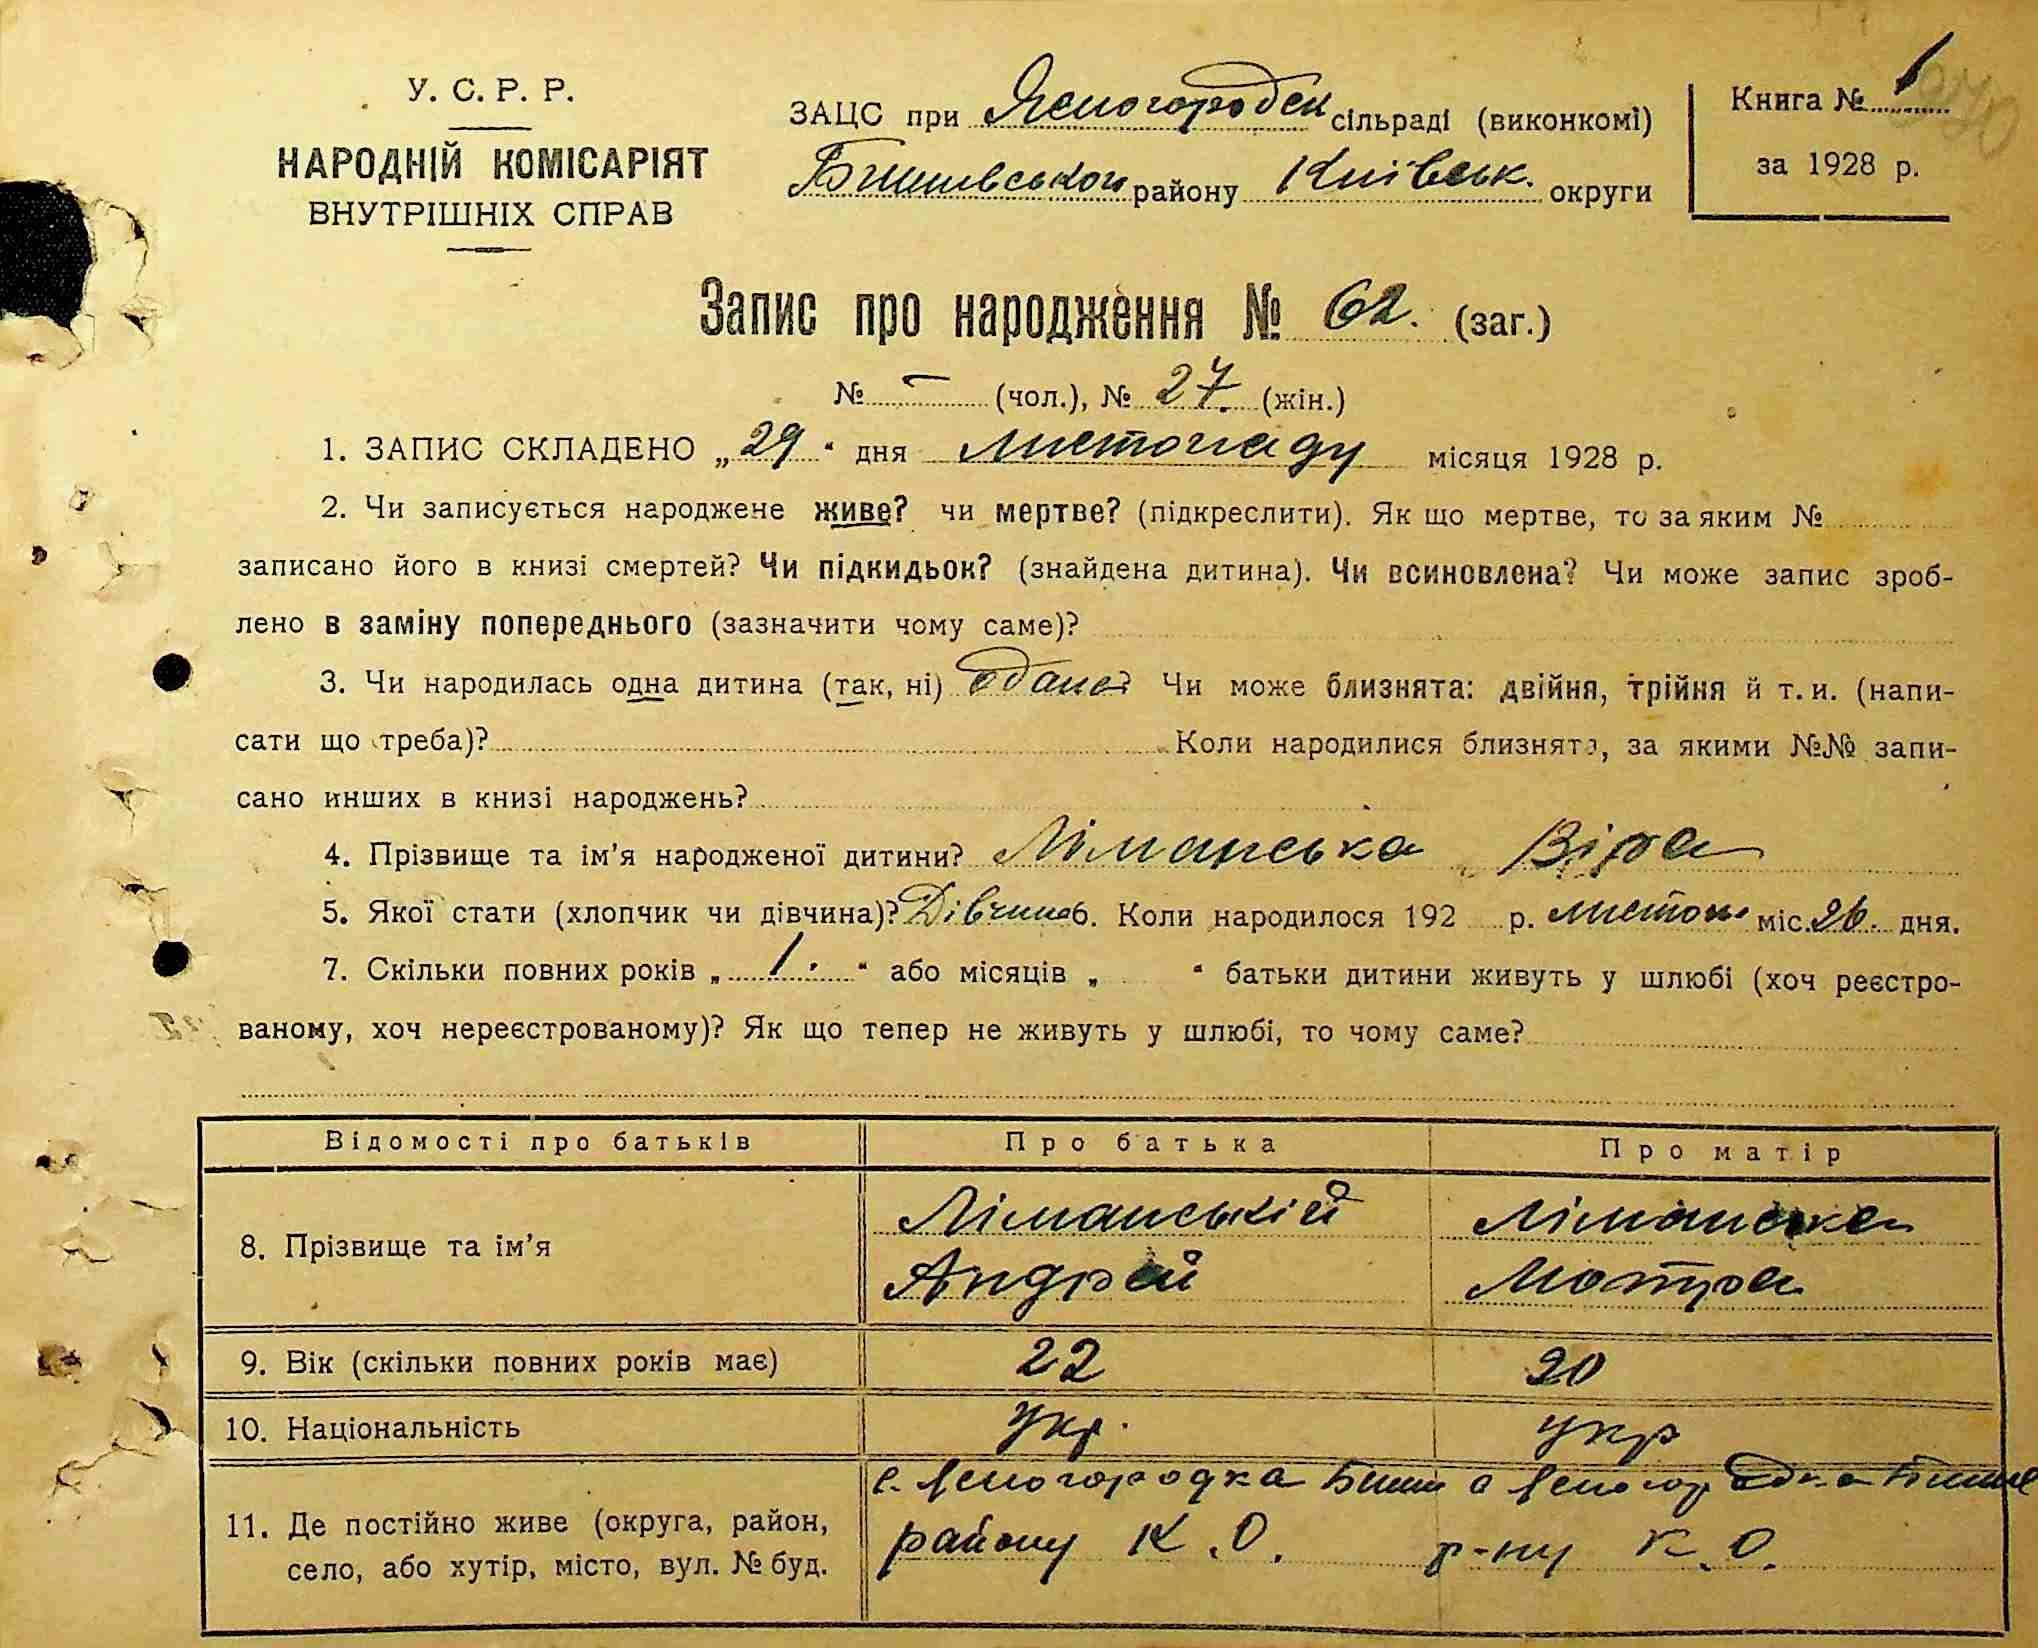 У. С. Р. Р.
НАРОДНІЙ КОМІСАРІЯТ
ВНУТРІШНІХ СПРАВ
ЗАЦС при Ясногородськ сільраді (виконкомі)
Бишівського району Київськ. округи
Книга № 1
за 1928 р.
Запис про народження № 62. (заг.)
№ — (чол.), № 27. (жін.)
1. ЗАПИС СКЛАДЕНО „29“ дня листопаду місяця 1928 р.
2. Чи записується народжене живе? чи мертве? (підкреслити). Як що мертве, то за яким №
записано його в книзі смертей? Чи підкидьок? (знайдена дитина). Чи всиновлена? Чи може запис зроб-
лено в заміну попереднього (зазначити чому саме)?
3. Чи народилась одна дитина (так, ні) Чи може близнята: двійня, трійня й т. и. (напи-
сати що треба)? Коли народилися близнята, за якими №№ запи-
сано инших в книзі народжень?
4. Прізвище та ім’я народженої дитини? Ліманська Віра
5. Якої стати (хлопчик чи дівчина)? Дівчина 6. Коли народилося 192 р. листоп. міс. 26. дня.
7. Скільки повних років „ 1. “ або місяців „ “ батьки дитини живуть у шлюбі (хоч реєстро-
ваному, хоч нереєстрованому)? Як що тепер не живуть у шлюбі, то чому саме?
Відомості про батьків Про батька Про матір
8. Прізвище та ім’я
Ліманський Ліманська
Андрій Мотря
9. Вік (скільки повних років має) 22 20
10. Національність Укр. укр
11. Де постійно живе (округа, район,
село, або хутір, місто, вул. № буд.
с. Ясногородка Биш с Ясногородка Бишів
району К. О. р-ну К. О.